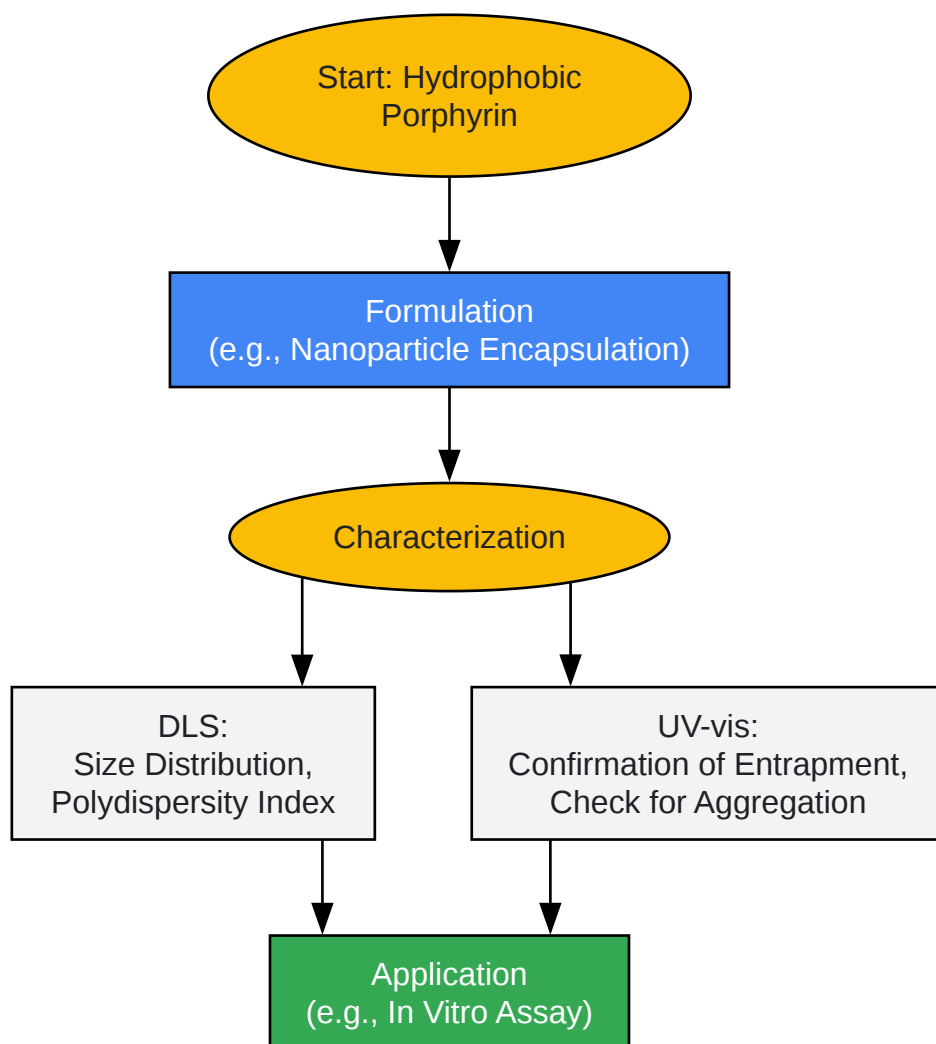 Start: Hydrophobic
Porphyrin
Formulation
(e.g., Nanoparticle Encapsulation)
Characterization
DLS:
Size Distribution,
Polydispersity Index
UV-vis:
Confirmation of Entrapment,
Check for Aggregation
Application
(e.g., In Vitro Assay)